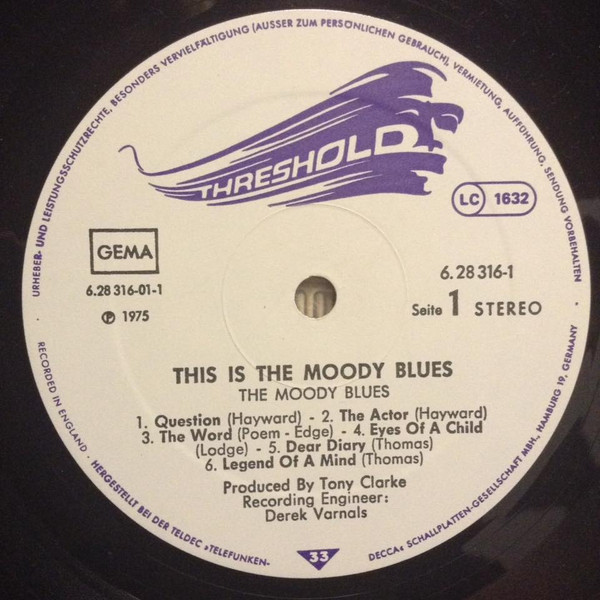 URHEBER- UND LEISTUNGSSCHUTZRECHTE, BESONDERS VERVIELFÄLTIGUNG (AUSSER ZUM PERSÖNLICHEN GEBRAUCH), VERMIETUNG, AUFFÜHRUNG, SENDUNG VORBEHALTEN
THRESHOLD
LC 1632
GEMA
6.28 316-01-1
℗ 1975
6.28 316-1
Seite 1 STEREO
THIS IS THE MOODY BLUES
THE MOODY BLUES
1. Question (Hayward) - 2. The Actor (Hayward)
3. The Word (Poem - Edge) - 4. Eyes Of A Child
(Lodge) - 5. Dear Diary (Thomas)
6. Legend Of A Mind (Thomas)
Produced By Tony Clarke
Recording Engineer:
Derek Varnals
33
RECORDED IN ENGLAND · HERGESTELLT BEI DER TELDEC »TELEFUNKEN-DECCA« SCHALLPLATTEN-GESELLSCHAFT MBH., HAMBURG 19, GERMANY